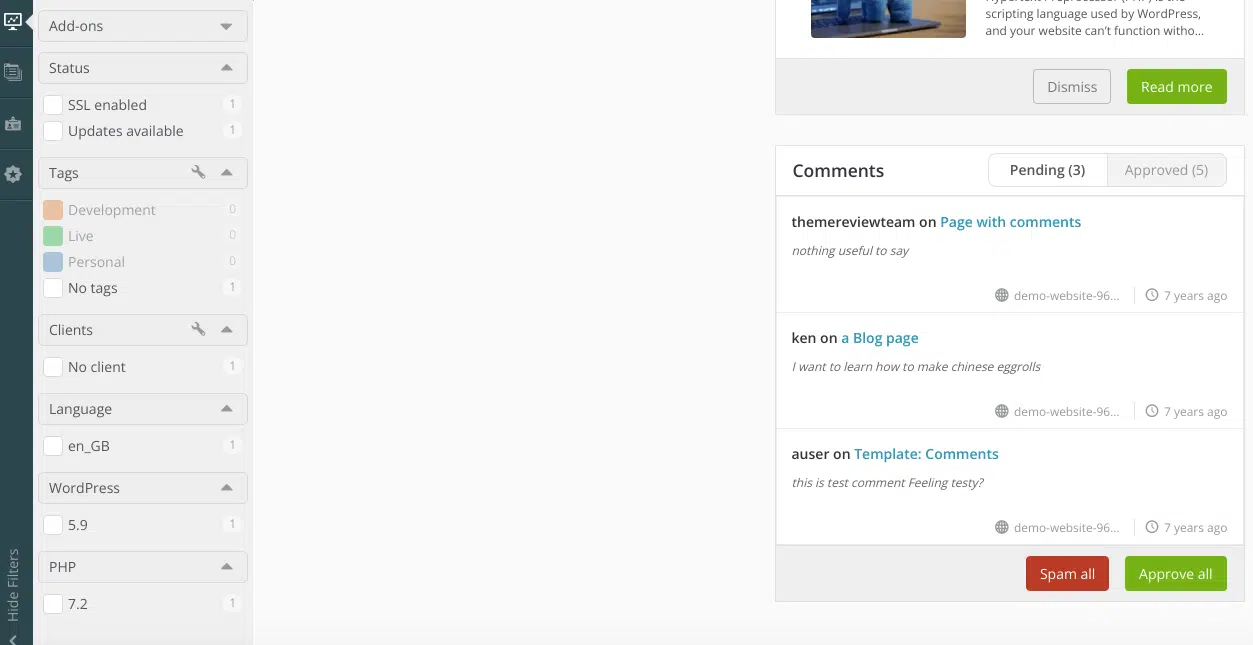 Add-ons
Status
SSL enabled 1
Updates available 1
Tags
Development 0
Live 0
Personal 0
No tags 1
Clients
No client 1
Language
en_GB 1
WordPress
5.9 1
PHP
7.2 1
Hide Filters
scripting language used by WordPress,
and your website can’t function witho...
Dismiss
Read more
Comments
Pending (3)
Approved (5)
themereviewteam on Page with comments
nothing useful to say
demo-website-96...
7 years ago
ken on a Blog page
I want to learn how to make chinese eggrolls
demo-website-96...
7 years ago
auser on Template: Comments
this is test comment Feeling testy?
demo-website-96...
7 years ago
Spam all
Approve all